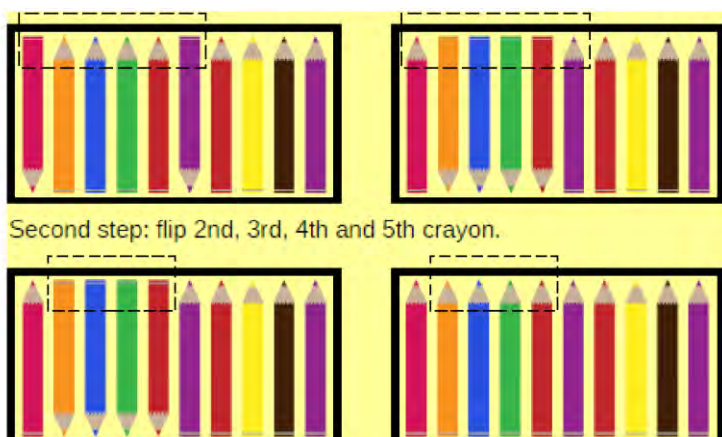 Second step: flip 2nd, 3rd, 4th and 5th crayon.